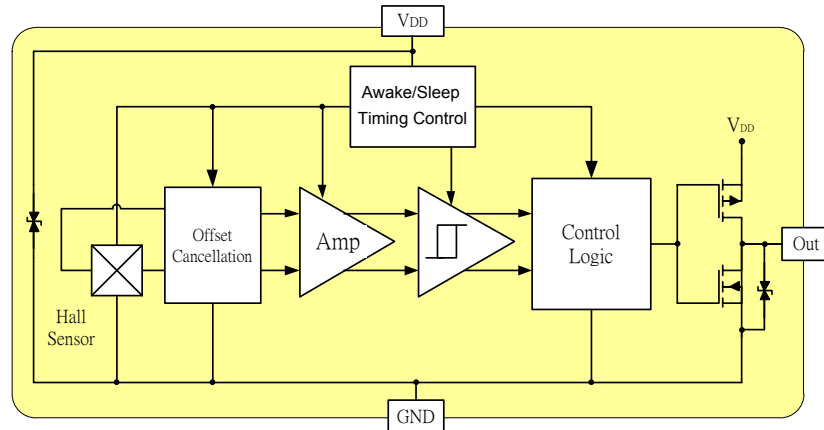 VDD
Awake/Sleep
Timing Control
VDD
Offset
Cancellation
Amp
Control
Logic
Out
Hall
Sensor
GND